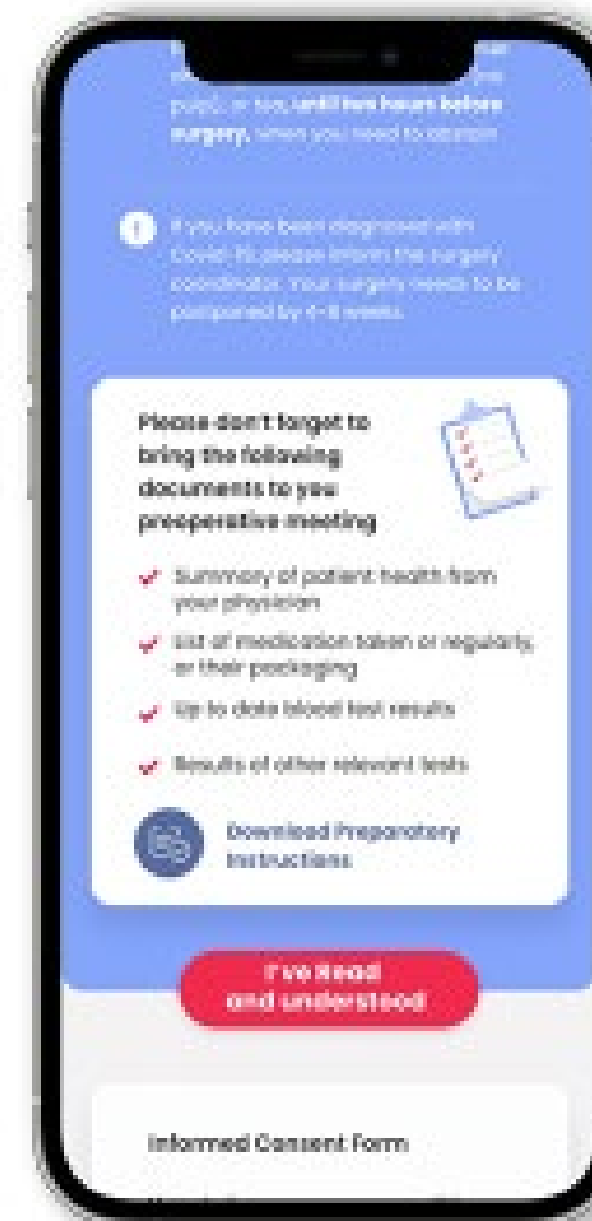 pulp), or tea, until two hours before
surgery, when you need to abstain
!
If you have been diagnosed with
Covid-19, please inform the surgery
coordinator. Your surgery needs to be
postponed by 4-8 weeks.
Please don't forget to
bring the following
documents to you
preoperative meeting
Summary of patient health from
your physician
List of medication taken or regularly,
or their packaging
Up to date blood test results
Results of other relevant tests
Download Preparatory
Instructions
I've Read
and understood
Informed Consent Form